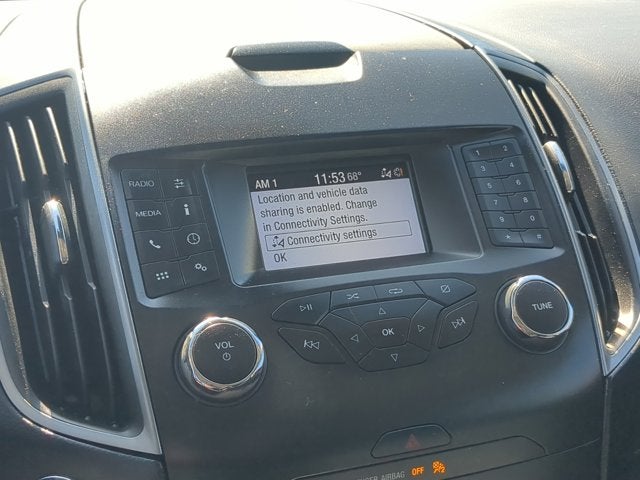 AM 1 11:53 68°
Location and vehicle data
sharing is enabled. Change
in Connectivity Settings.
Connectivity settings
OK
RADIO
MEDIA
i
1 2
3 4
5 6
7 8
9 0
* #
VOL
OK
TUNE
AIRBAG OFF